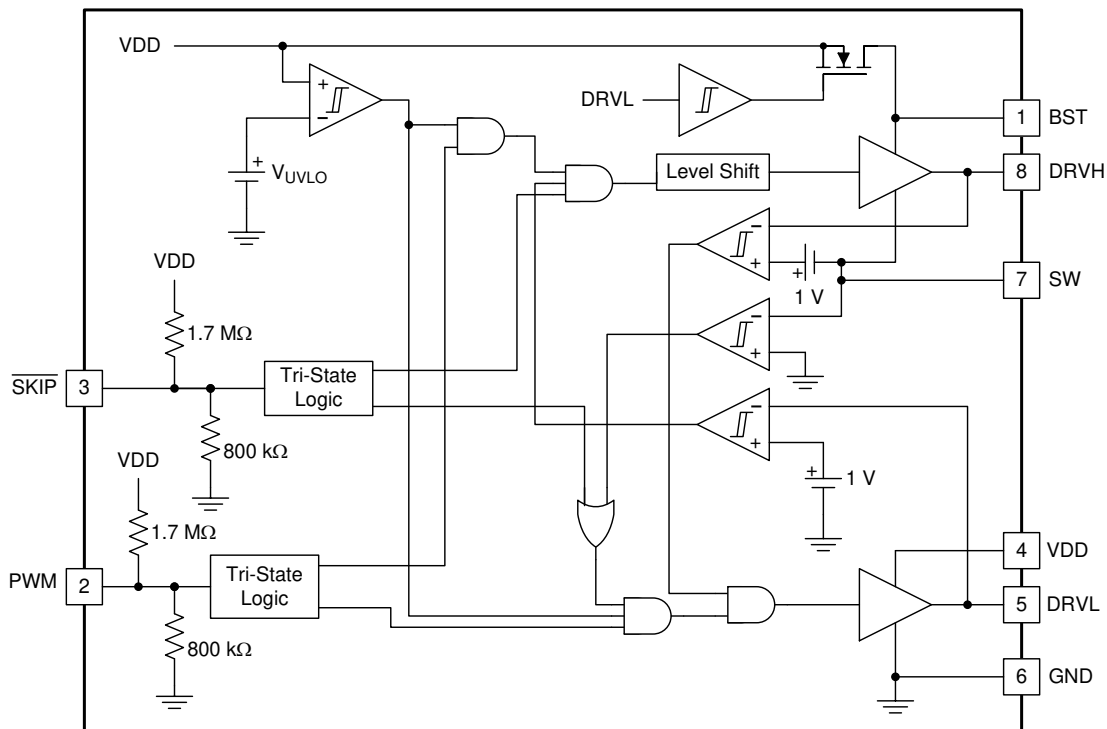 VDD
DRVL
1 BST
VUVLO
Level Shift
8 DRVH
VDD
1 V
7 SW
1.7 MΩ
SKIP 3
Tri-State
Logic
800 kΩ
VDD
1 V
1.7 MΩ
4 VDD
PWM 2
Tri-State
Logic
5 DRVL
800 kΩ
6 GND